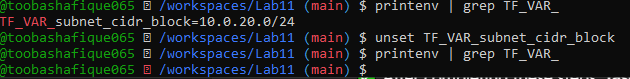 @toobashafique065 /workspaces/Lab11 (main) $ printenv | grep TF_VAR_
TF_VAR_subnet_cidr_block=10.0.20.0/24
@toobashafique065 /workspaces/Lab11 (main) $ unset TF_VAR_subnet_cidr_block
@toobashafique065 /workspaces/Lab11 (main) $ printenv | grep TF_VAR_
@toobashafique065 /workspaces/Lab11 (main) $